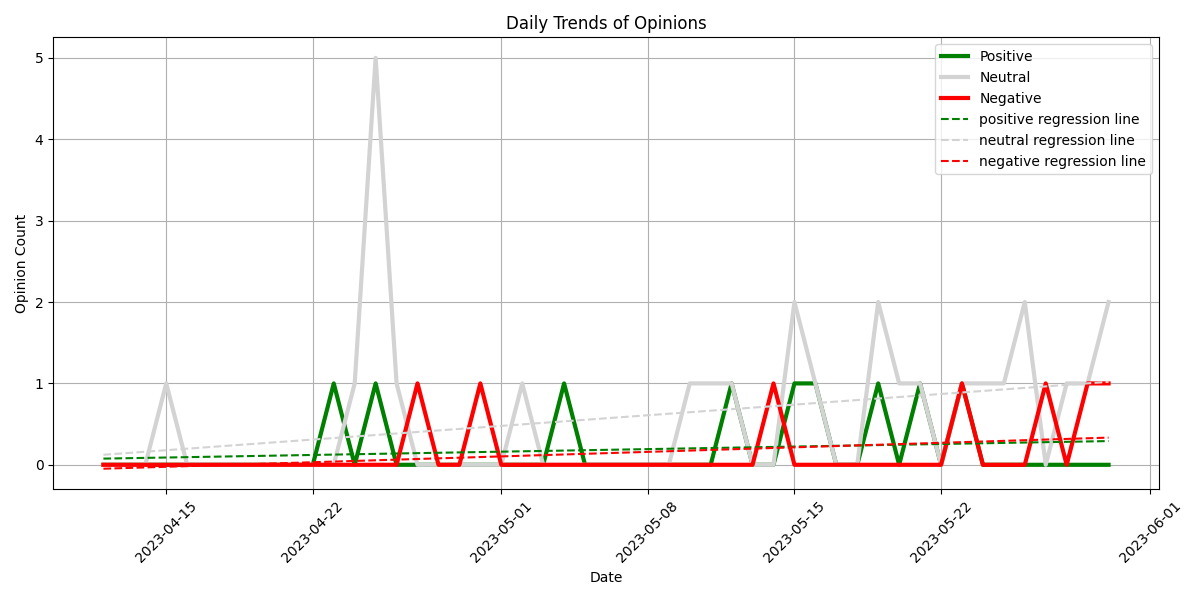 Daily Trends of Opinions
Positive
Neutral
Negative
positive regression line
neutral regression line
negative regression line
Opinion Count
5
4
3
2
1
0
2023-04-15
2023-04-22
2023-05-01
2023-05-08
2023-05-15
2023-05-22
2023-06-01
Date